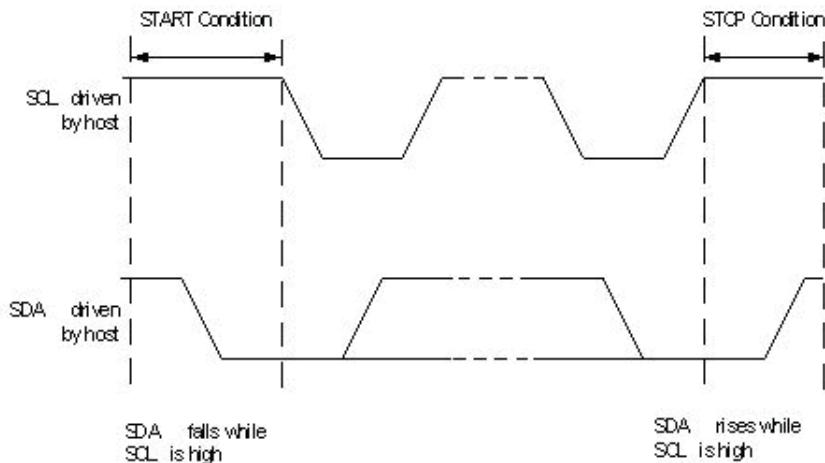 START Condition
STCP Condition
SCL driven
by host
SDA driven
by host
SDA falls while
SCL is high
SDA rises while
SCL is high